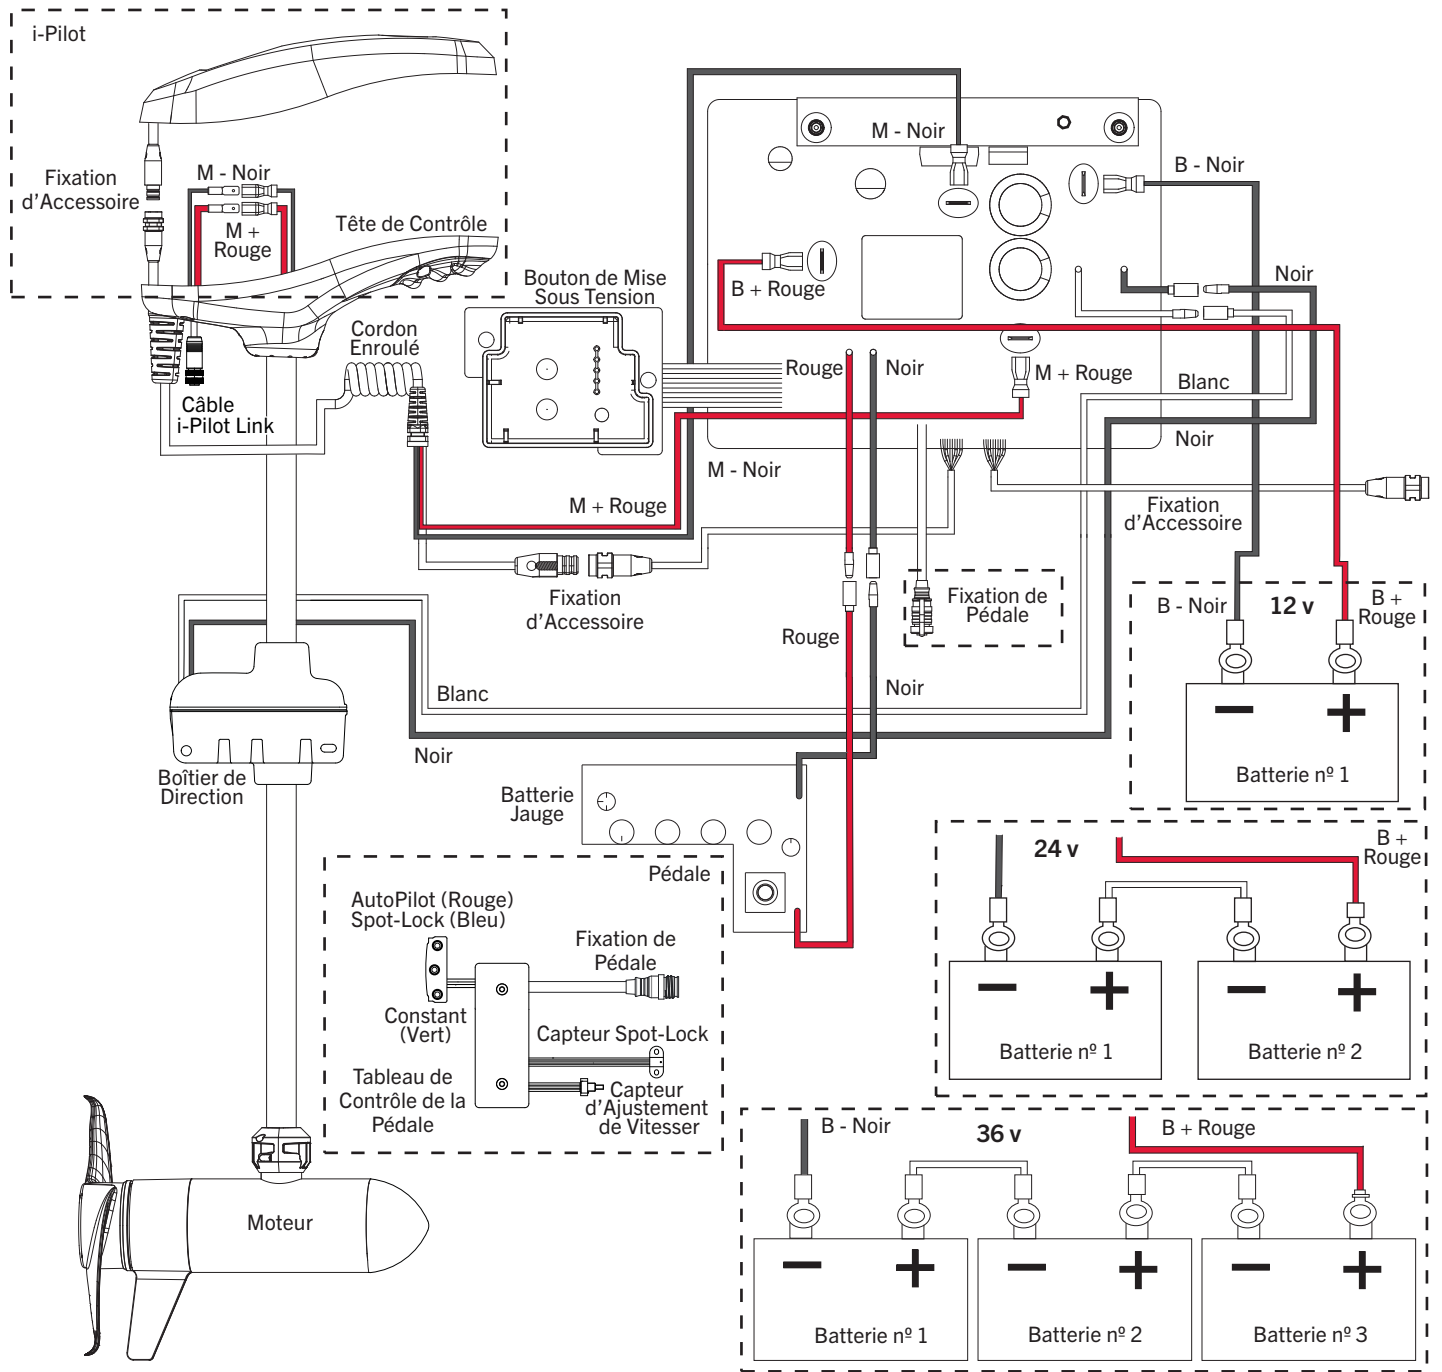 i-Pilot
Fixation
d'Accessoire
M - Noir
M +
Rouge
Tête de Contrôle
Câble
i-Pilot Link
Cordon
Enroulé
Bouton de Mise
Sous Tension
M - Noir
B - Noir
B + Rouge
Noir
Rouge
Noir
M + Rouge
Blanc
Noir
M - Noir
M + Rouge
Fixation
d'Accessoire
Fixation
d'Accessoire
Fixation de
Pédale
Rouge
Noir
Blanc
Noir
Boîtier de
Direction
Batterie
Jauge
Pédale
B - Noir
12 v
B +
Rouge
Batterie nº 1
24 v
B +
Rouge
Batterie nº 1
Batterie nº 2
AutoPilot (Rouge)
Spot-Lock (Bleu)
Fixation de
Pédale
Constant
(Vert)
Capteur Spot-Lock
Tableau de
Contrôle de la
Pédale
Capteur
d'Ajustement
de Vitesser
Moteur
B - Noir
36 v
B + Rouge
Batterie nº 1
Batterie nº 2
Batterie nº 3